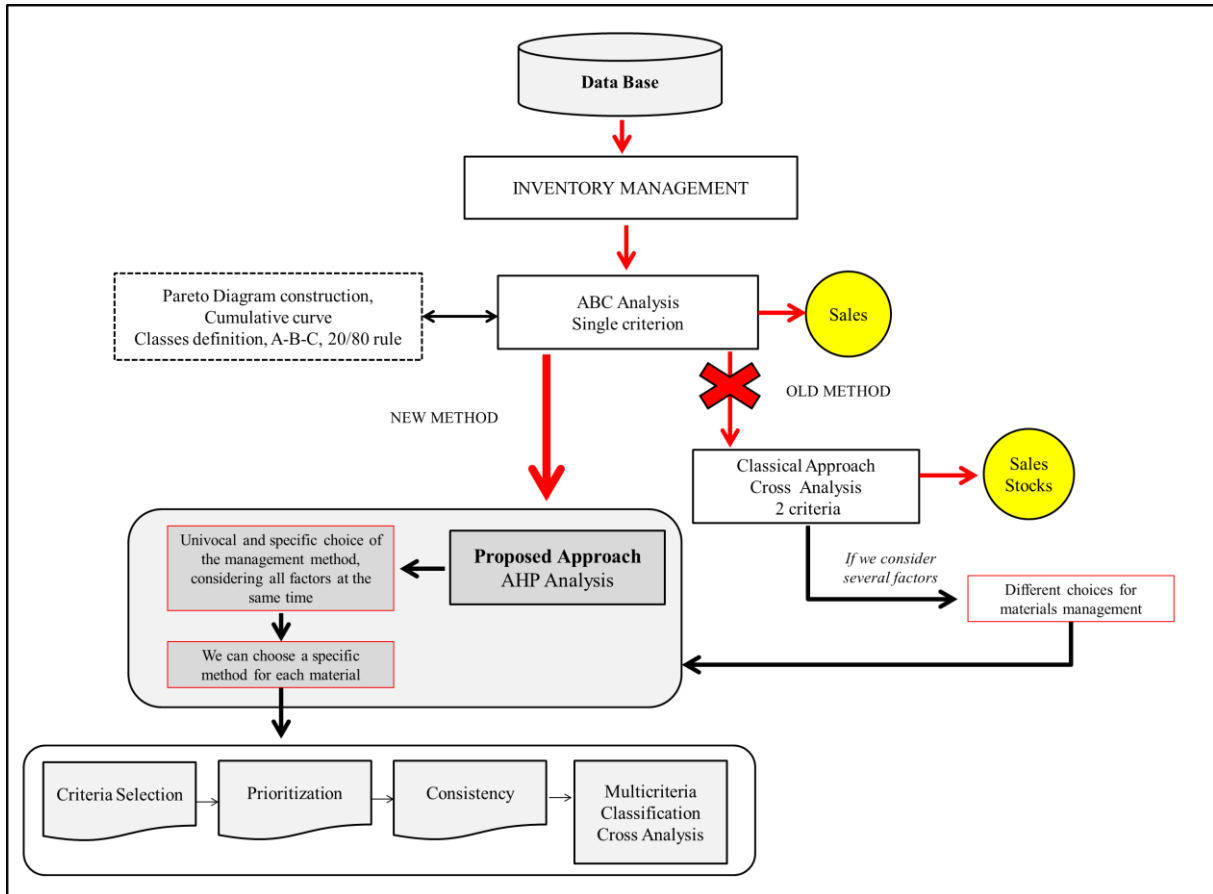 Data Base
INVENTORY MANAGEMENT
Pareto Diagram construction,
Cumulative curve
Classes definition, A-B-C, 20/80 rule
ABC Analysis
Single criterion
Sales
NEW METHOD
OLD METHOD
Classical Approach
Cross Analysis
2 criteria
Sales
Stocks
Univocal and specific choice of
the management method,
considering all factors at the
same time
Proposed Approach
AHP Analysis
If we consider
several factors
Different choices for
materials management
We can choose a specific
method for each material
Criteria Selection
Prioritization
Consistency
Multicriteria
Classification
Cross Analysis